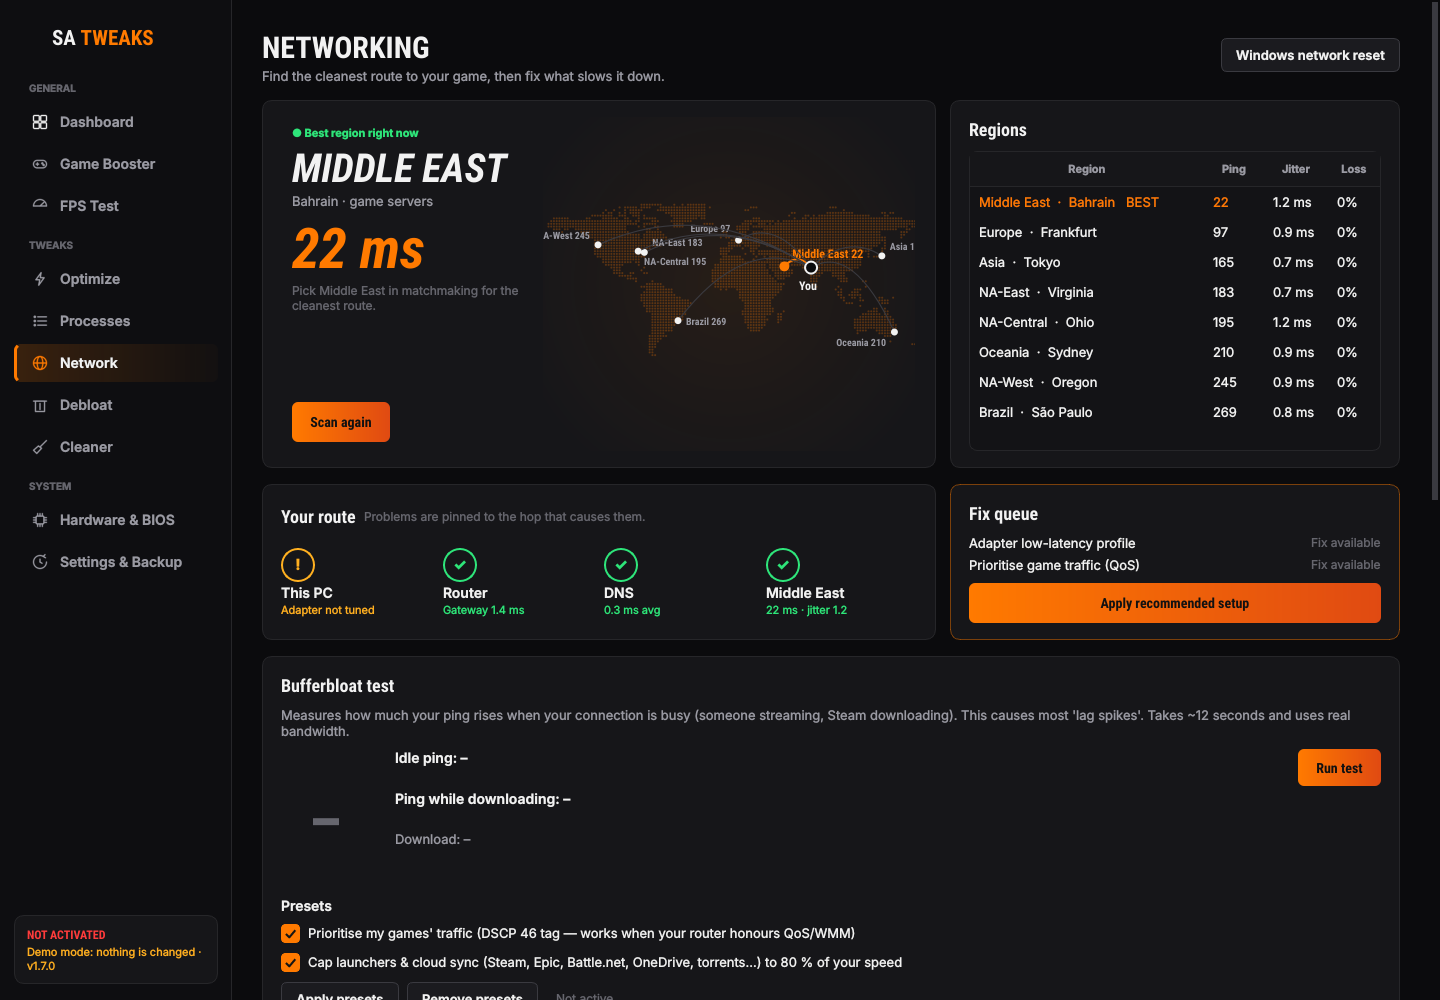 SA TWEAKS
GENERAL
Dashboard
Game Booster
FPS Test
TWEAKS
Optimize
Processes
Network
Debloat
Cleaner
SYSTEM
Hardware & BIOS
Settings & Backup
NOT ACTIVATED
Demo mode: nothing is changed ·
v1.7.0
NETWORKING
Find the cleanest route to your game, then fix what slows it down.
Windows network reset
Best region right now
MIDDLE EAST
Bahrain · game servers
22 ms
Pick Middle East in matchmaking for the
cleanest route.
Scan again
A-West 245
NA-East 183
NA-Central 195
Europe 97
Middle East 22
Asia 1
You
Brazil 269
Oceania 210
Regions
Region Ping Jitter Loss
Middle East · Bahrain BEST 22 1.2 ms 0%
Europe · Frankfurt 97 0.9 ms 0%
Asia · Tokyo 165 0.7 ms 0%
NA-East · Virginia 183 0.7 ms 0%
NA-Central · Ohio 195 1.2 ms 0%
Oceania · Sydney 210 0.9 ms 0%
NA-West · Oregon 245 0.9 ms 0%
Brazil · São Paulo 269 0.8 ms 0%
Your route Problems are pinned to the hop that causes them.
This PC
Adapter not tuned
Router
Gateway 1.4 ms
DNS
0.3 ms avg
Middle East
22 ms · jitter 1.2
Fix queue
Adapter low-latency profile Fix available
Prioritise game traffic (QoS) Fix available
Apply recommended setup
Bufferbloat test
Measures how much your ping rises when your connection is busy (someone streaming, Steam downloading). This causes most 'lag spikes'. Takes ~12 seconds and uses real
bandwidth.
Idle ping: –
Ping while downloading: –
Download: –
Run test
Presets
Prioritise my games' traffic (DSCP 46 tag — works when your router honours QoS/WMM)
Cap launchers & cloud sync (Steam, Epic, Battle.net, OneDrive, torrents...) to 80 % of your speed
Apply presets Remove presets Not active